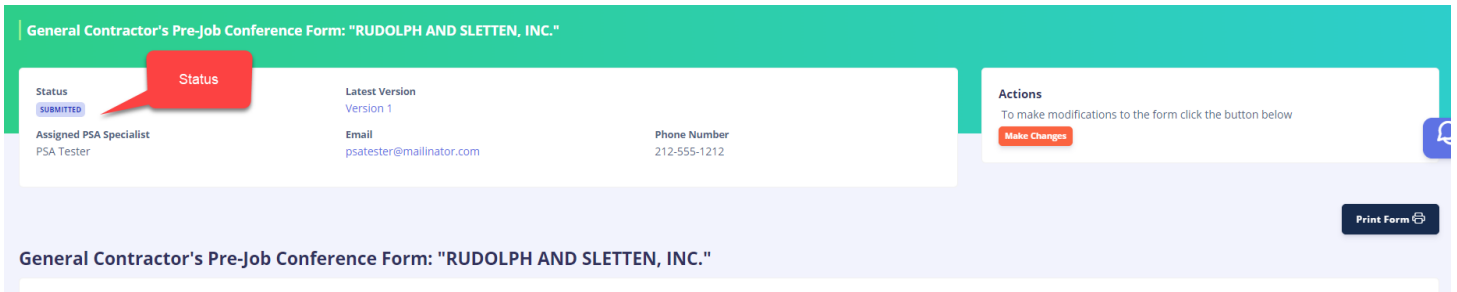 General Contractor's Pre-Job Conference Form: "RUDOLPH AND SLETTEN, INC."
Status
Status
SUBMITTED
Latest Version
Version 1
Assigned PSA Specialist
PSA Tester
Email
psatester@mailinator.com
Phone Number
212-555-1212
Actions
To make modifications to the form click the button below
Make Changes
Print Form
General Contractor's Pre-Job Conference Form: "RUDOLPH AND SLETTEN, INC."